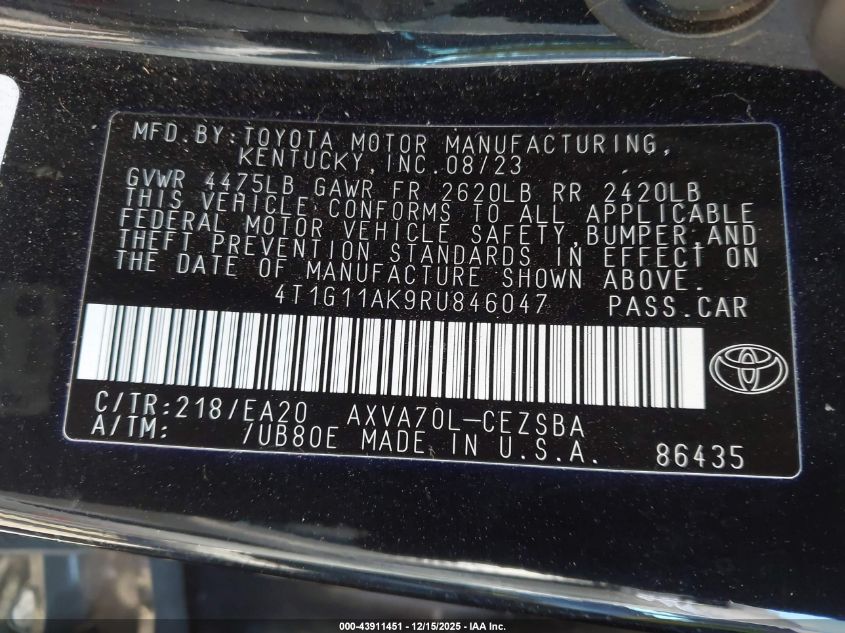 MFD.BY:TOYOTA MOTOR MANUFACTURING,
KENTUCKY, INC.08/23
GVWR 4475LB GAWR FR 2620LB RR 2420LB
THIS VEHICLE CONFORMS TO ALL APPLICABLE
FEDERAL MOTOR VEHICLE SAFETY,BUMPER,AND
THEFT PREVENTION STANDARDS IN EFFECT ON
THE DATE OF MANUFACTURE SHOWN ABOVE.
4T1G11AK9RU846047 PASS.CAR
C/TR:218/EA20 AXVA70L-CEZSBA
A/TM: /UB80E MADE IN U.S.A. 86435
000-43911451 - 12/15/2025 - IAA Inc.